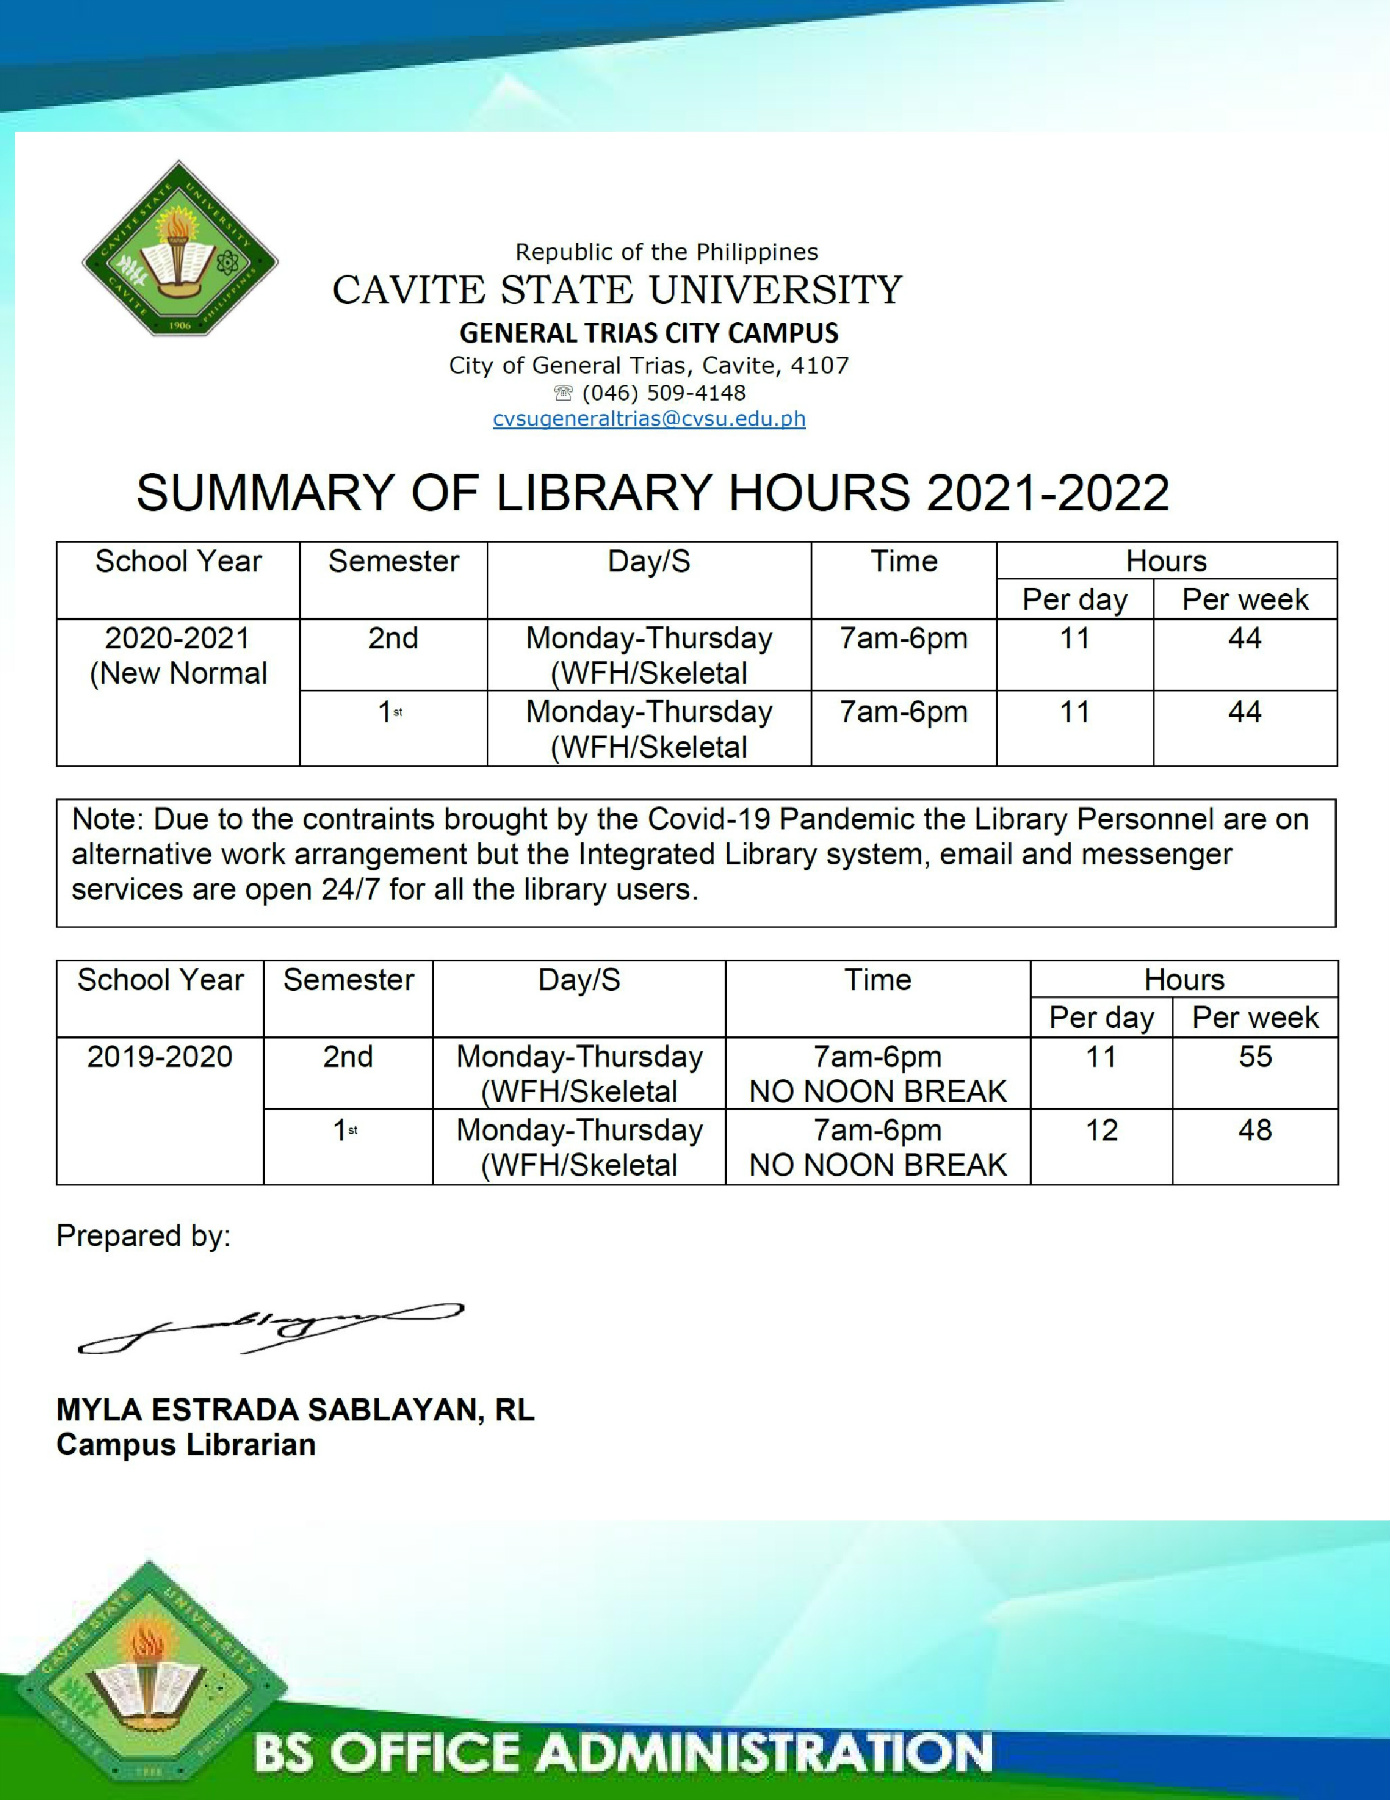 CAVITE STATE UNIVERSITY
CAVITE PHILIPPINES
1906
Republic of the Philippines
CAVITE STATE UNIVERSITY
GENERAL TRIAS CITY CAMPUS
City of General Trias, Cavite, 4107
☏ (046) 509-4148
cvsugeneraltrias@cvsu.edu.ph
SUMMARY OF LIBRARY HOURS 2021-2022
School Year Semester Day/S Time Hours
Per day Per week
2020-2021 2nd Monday-Thursday 7am-6pm 11 44
(New Normal (WFH/Skeletal
1st Monday-Thursday 7am-6pm 11 44
(WFH/Skeletal
Note: Due to the contraints brought by the Covid-19 Pandemic the Library Personnel are on
alternative work arrangement but the Integrated Library system, email and messenger
services are open 24/7 for all the library users.
School Year Semester Day/S Time Hours
Per day Per week
2019-2020 2nd Monday-Thursday 7am-6pm 11 55
(WFH/Skeletal NO NOON BREAK
1st Monday-Thursday 7am-6pm 12 48
(WFH/Skeletal NO NOON BREAK
Prepared by:
MYLA ESTRADA SABLAYAN, RL
Campus Librarian
CAVITE STATE UNIVERSITY
CAVITE PHILIPPINES
BS OFFICE ADMINISTRATION